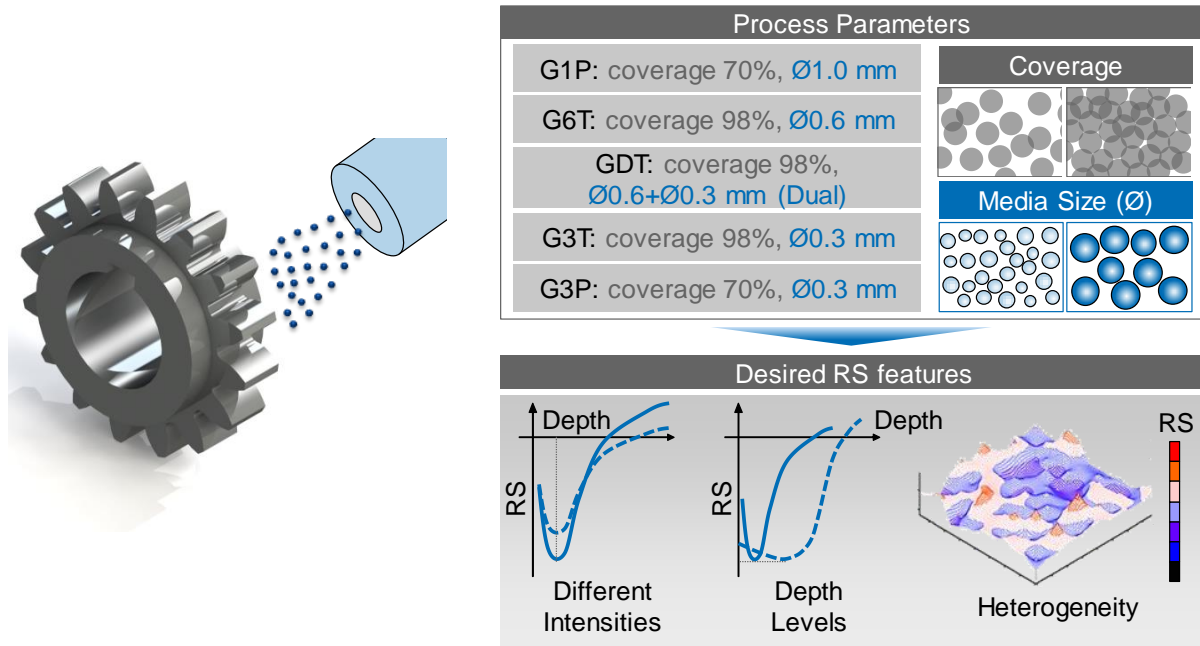 Process Parameters
G1P: coverage 70%, Ø1.0 mm
G6T: coverage 98%, Ø0.6 mm
GDT: coverage 98%,
Ø0.6+Ø0.3 mm (Dual)
G3T: coverage 98%, Ø0.3 mm
G3P: coverage 70%, Ø0.3 mm
Coverage
Media Size (Ø)
Desired RS features
Depth
RS
Different
Intensities
Depth
RS
Depth
Levels
RS
Heterogeneity